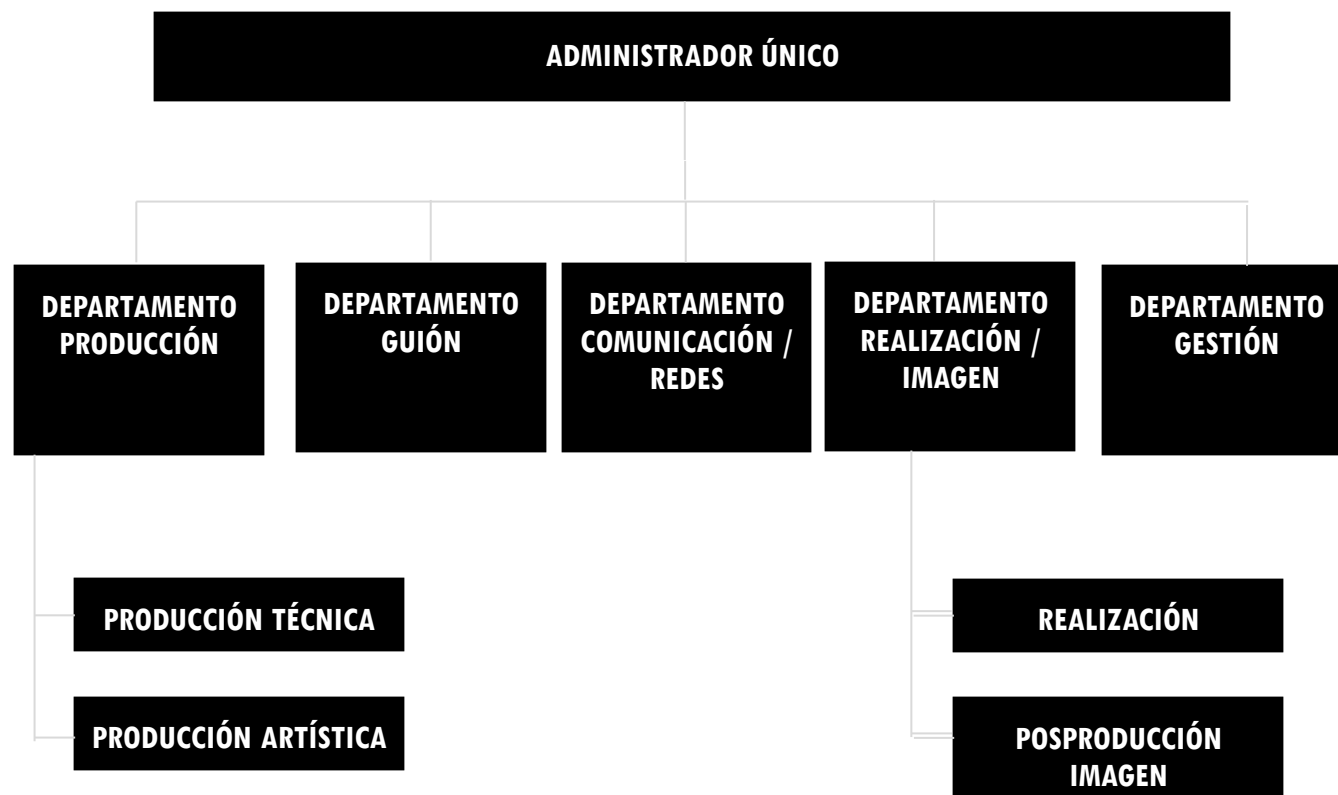 ADMINISTRADOR ÚNICO
DEPARTAMENTO
PRODUCCIÓN
DEPARTAMENTO
GUIÓN
DEPARTAMENTO
COMUNICACIÓN /
REDES
DEPARTAMENTO
REALIZACIÓN /
IMAGEN
DEPARTAMENTO
GESTIÓN
PRODUCCIÓN TÉCNICA
PRODUCCIÓN ARTÍSTICA
REALIZACIÓN
POSPRODUCCIÓN
IMAGEN